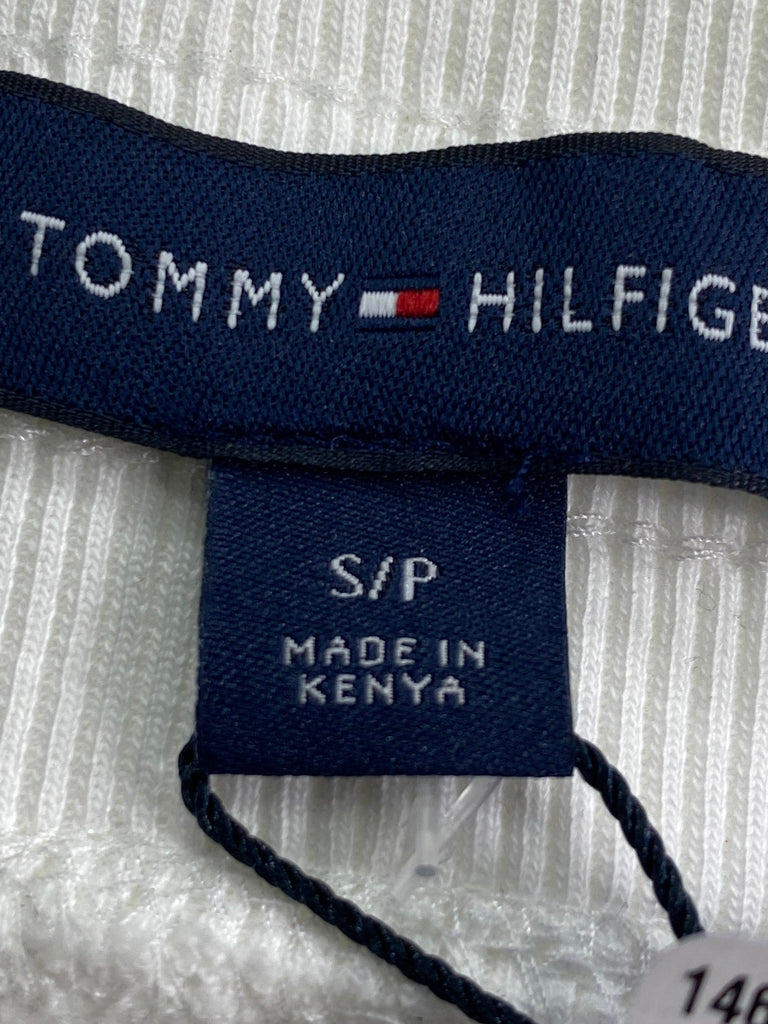 TOMMY HILFIGE
S/P
MADE IN
KENYA
146